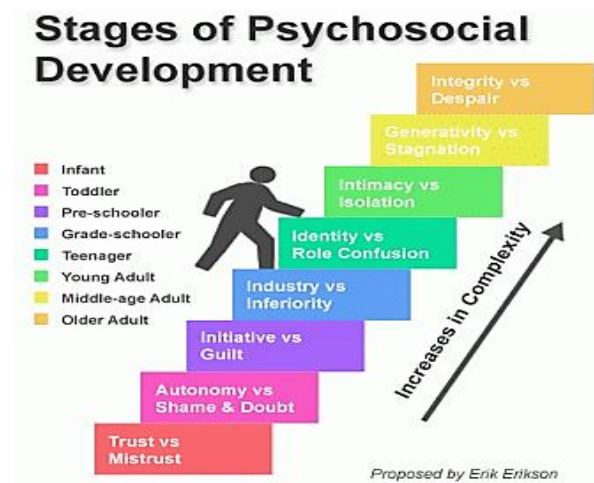 Stages of Psychosocial
Development
Integrity vs
Despair
Generativity vs
Stagnation
Intimacy vs
Isolation
Identity vs
Role Confusion
Industry vs
Inferiority
Initiative vs
Guilt
Autonomy vs
Shame & Doubt
Trust vs
Mistrust
Infant
Toddler
Pre-schooler
Grade-schooler
Teenager
Young Adult
Middle-age Adult
Older Adult
Increases in Complexity
Proposed by Erik Erikson